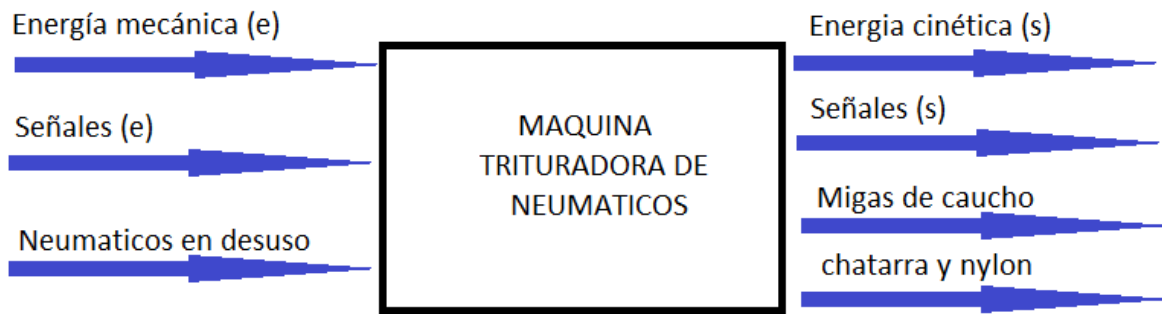 Energía mecánica (e)
Señales (e)
Neumaticos en desuso
MAQUINA
TRITURADORA DE
NEUMATICOS
Energia cinética (s)
Señales (s)
Migas de caucho
chatarra y nylon